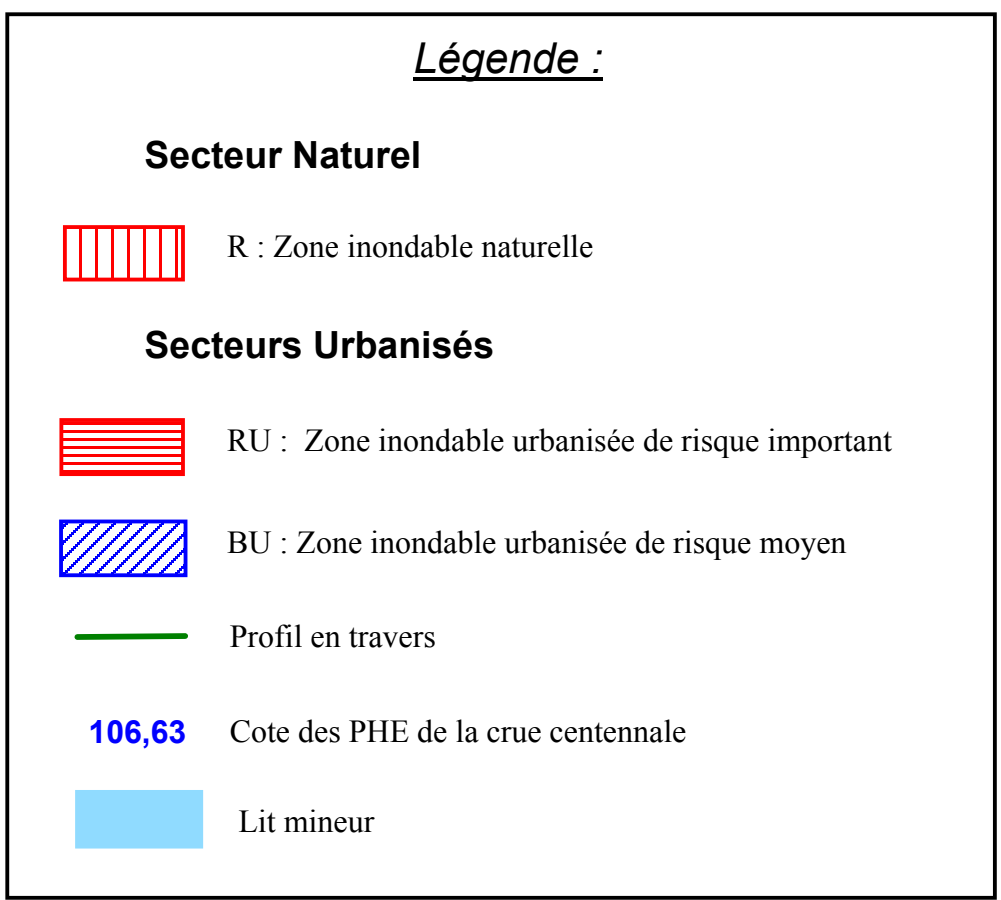 Légende :
Secteur Naturel
R : Zone inondable naturelle
Secteurs Urbanisés
RU : Zone inondable urbanisée de risque important
BU : Zone inondable urbanisée de risque moyen
Profil en travers
106,63 Cote des PHE de la crue centennale
Lit mineur